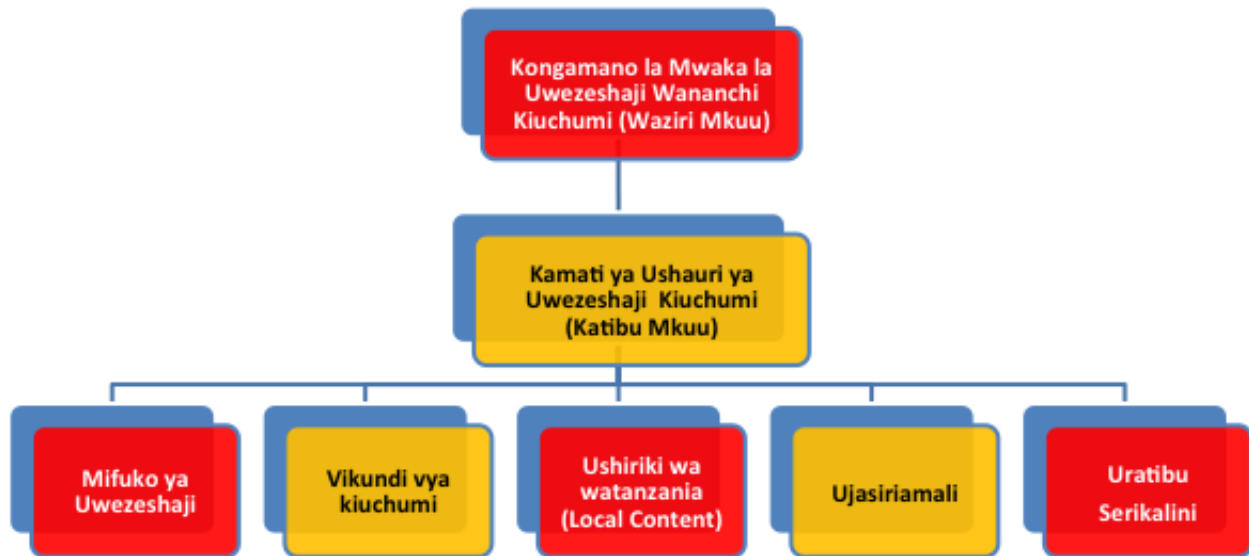 Kongamano la Mwaka la
Uwezeshaji Wananchi
Kiuchumi (Waziri Mkuu)
Kamati ya Ushauri ya
Uwezeshaji Kiuchumi
(Katibu Mkuu)
Mifuko ya
Uwezeshaji
Vikundi vya
kiuchumi
Ushiriki wa
watanzania
(Local Content)
Ujasiriamali
Uratibu
Serikalini